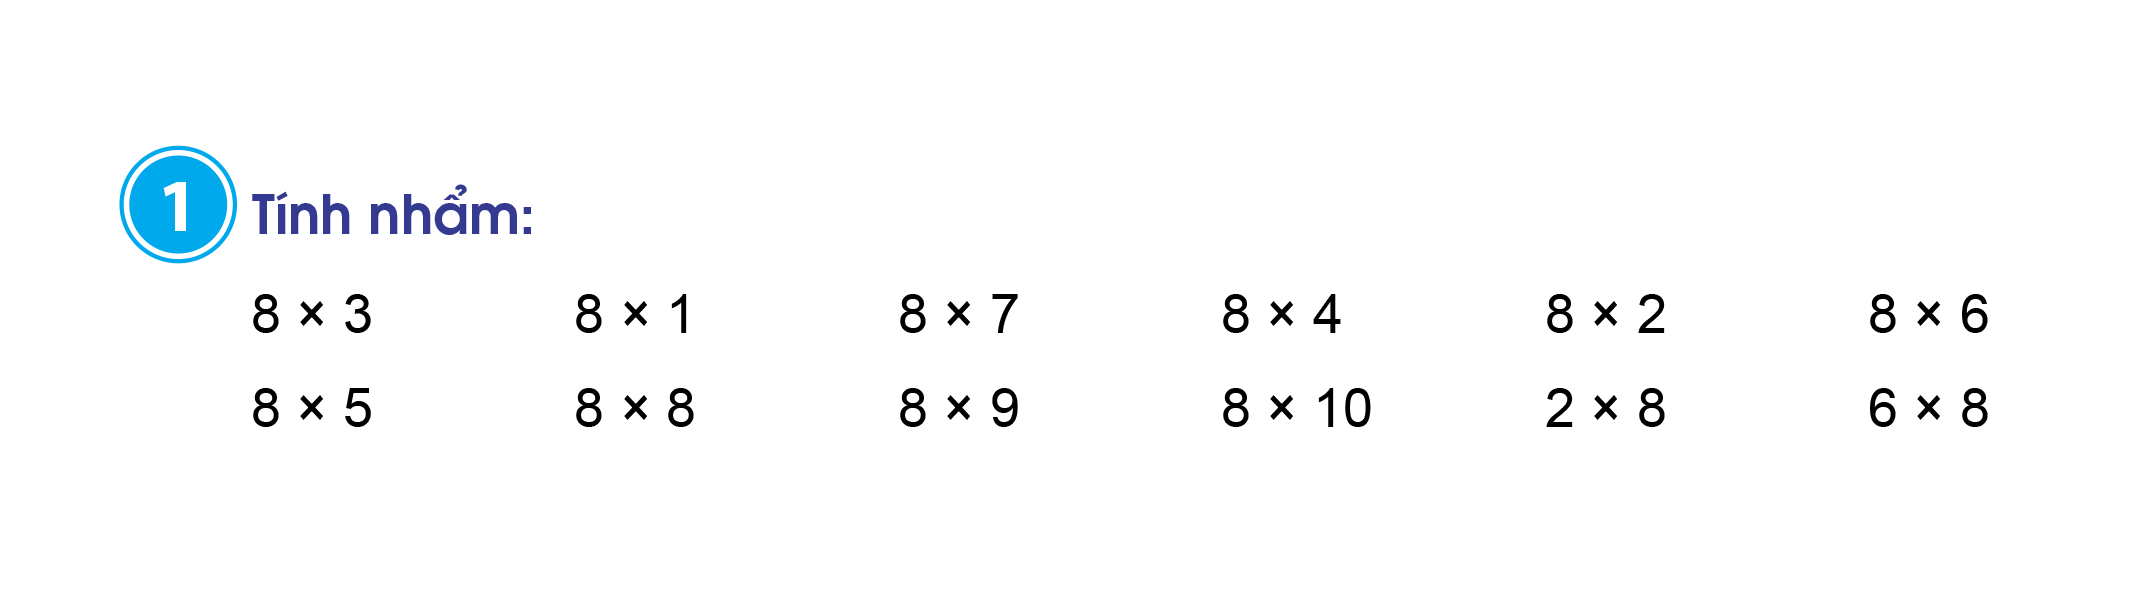 1 Tính nhẩm:
8 × 3 8 × 1 8 × 7 8 × 4 8 × 2 8 × 6
8 × 5 8 × 8 8 × 9 8 × 10 2 × 8 6 × 8